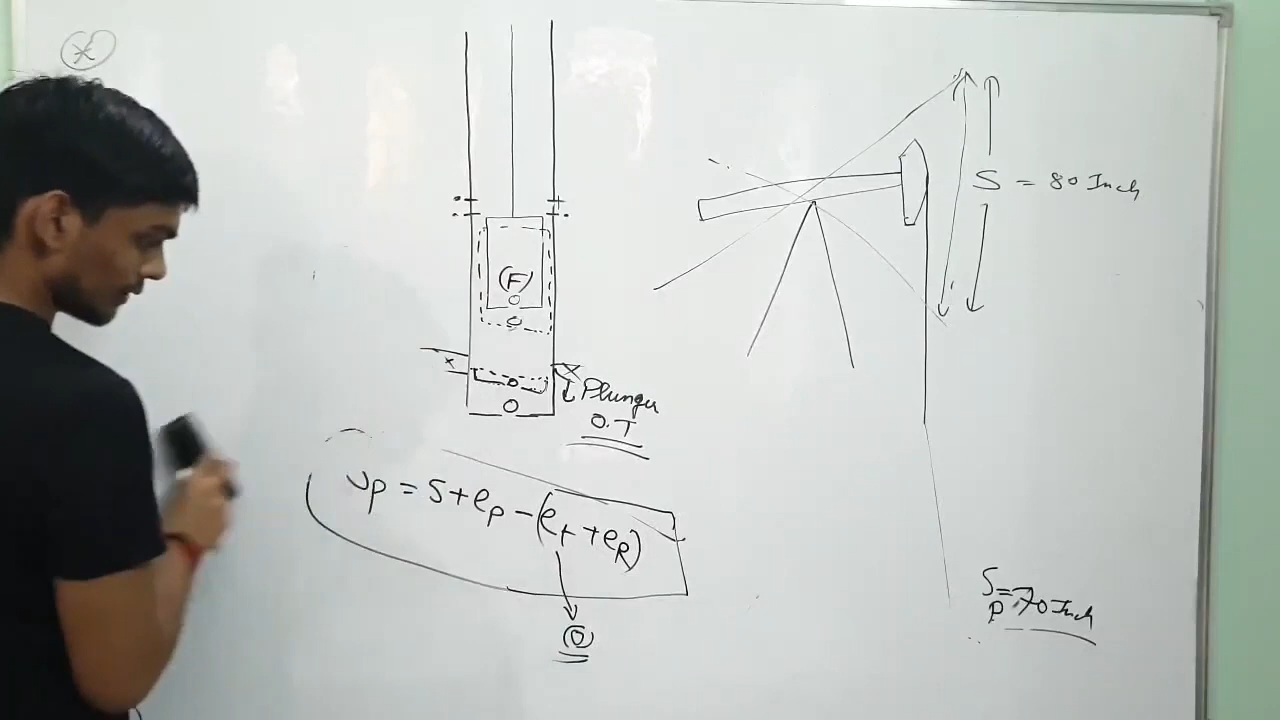 (F)
S = 80 Inch
x
x
Plunger
O.T
Sp = S + ep - (et + eR)
0
Sp = 70 Inch